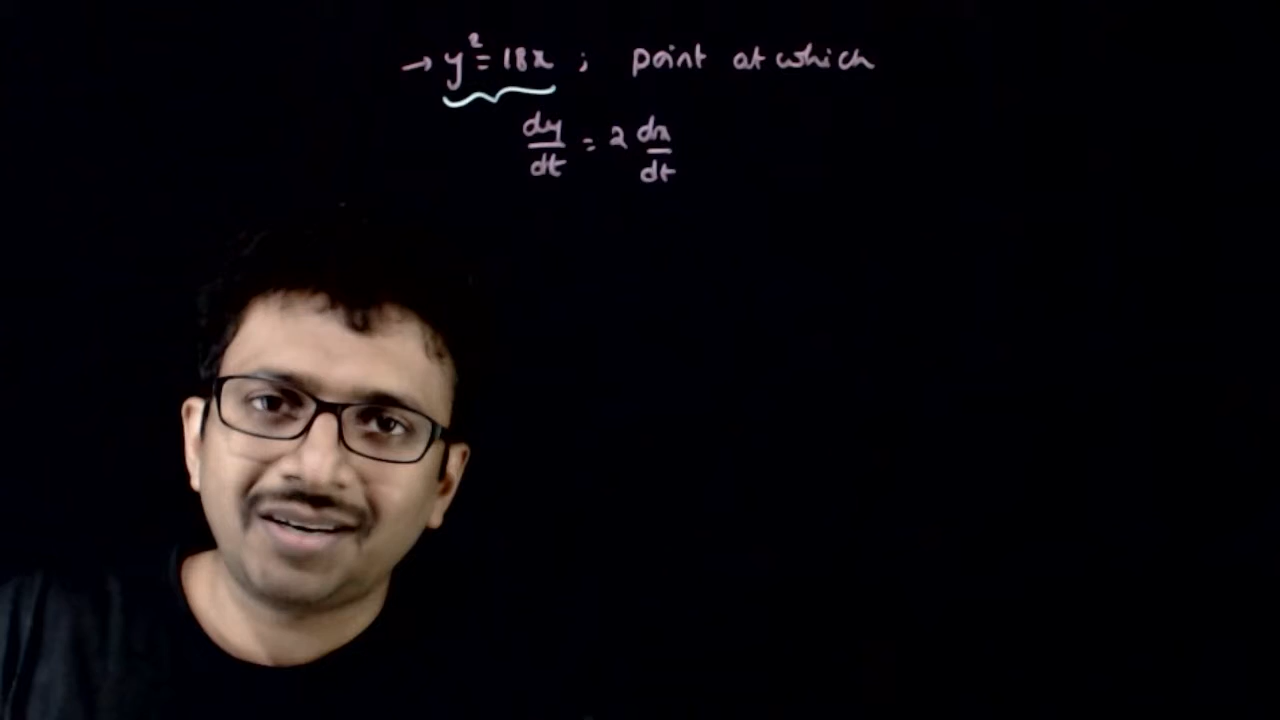 → y² = 18x ; point at which
dy/dt = 2 dx/dt